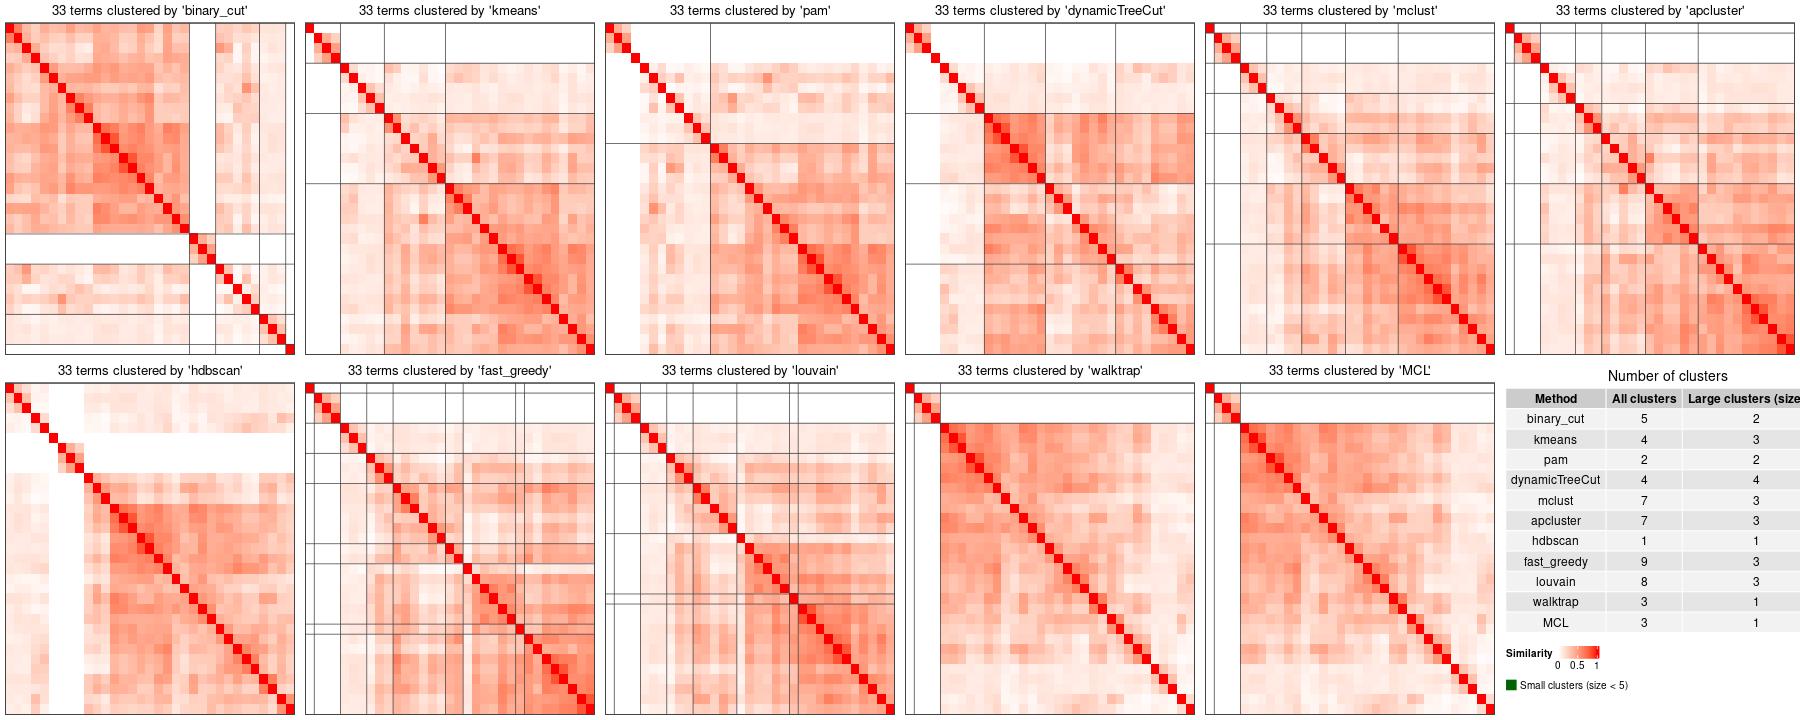 33 terms clustered by 'binary_cut'
33 terms clustered by 'kmeans'
33 terms clustered by 'pam'
33 terms clustered by 'dynamicTreeCut'
33 terms clustered by 'mclust'
33 terms clustered by 'apcluster'
33 terms clustered by 'hdbscan'
33 terms clustered by 'fast_greedy'
33 terms clustered by 'louvain'
33 terms clustered by 'walktrap'
33 terms clustered by 'MCL'
Number of clusters
Method All clusters Large clusters (size
binary_cut 5 2
kmeans 4 3
pam 2 2
dynamicTreeCut 4 4
mclust 7 3
apcluster 7 3
hdbscan 1 1
fast_greedy 9 3
louvain 8 3
walktrap 3 1
MCL 3 1
Similarity
0 0.5 1
Small clusters (size < 5)